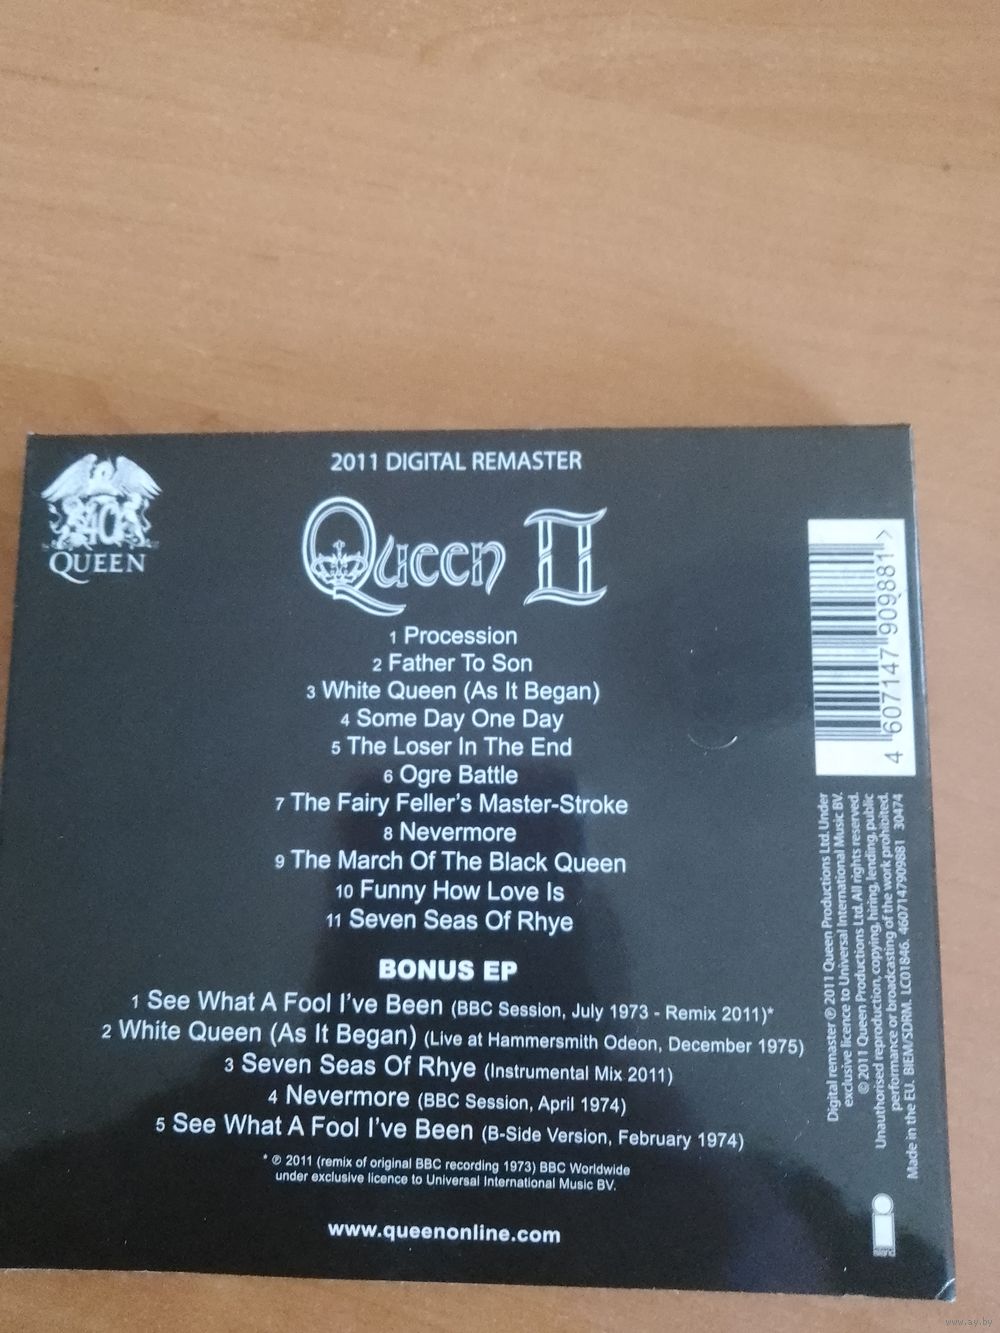 2011 DIGITAL REMASTER
40
QUEEN
Queen II
1 Procession
2 Father To Son
3 White Queen (As It Began)
4 Some Day One Day
5 The Loser In The End
6 Ogre Battle
7 The Fairy Feller's Master-Stroke
8 Nevermore
9 The March Of The Black Queen
10 Funny How Love Is
11 Seven Seas Of Rhye
BONUS EP
1 See What A Fool I've Been (BBC Session, July 1973 - Remix 2011)*
2 White Queen (As It Began) (Live at Hammersmith Odeon, December 1975)
3 Seven Seas Of Rhye (Instrumental Mix 2011)
4 Nevermore (BBC Session, April 1974)
5 See What A Fool I've Been (B-Side Version, February 1974)
* ℗ 2011 (remix of original BBC recording 1973) BBC Worldwide
under exclusive licence to Universal International Music BV.
www.queenonline.com
4 607147 909881 >
Digital remaster ℗ 2011 Queen Productions Ltd. Under
exclusive licence to Universal International Music BV.
© 2011 Queen Productions Ltd. All rights reserved.
Unauthorised reproduction, copying, hiring, lending, public
performance or broadcasting of the work prohibited.
Made in the EU. BIEM/SDRM. LC01846. 4607147909881 30474
www.ay.by